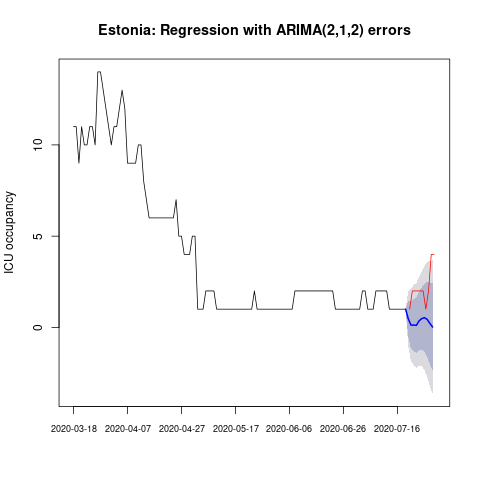 Estonia: Regression with ARIMA(2,1,2) errors
ICU occupancy
10
5
0
2020-03-18 2020-04-07 2020-04-27 2020-05-17 2020-06-06 2020-06-26 2020-07-16